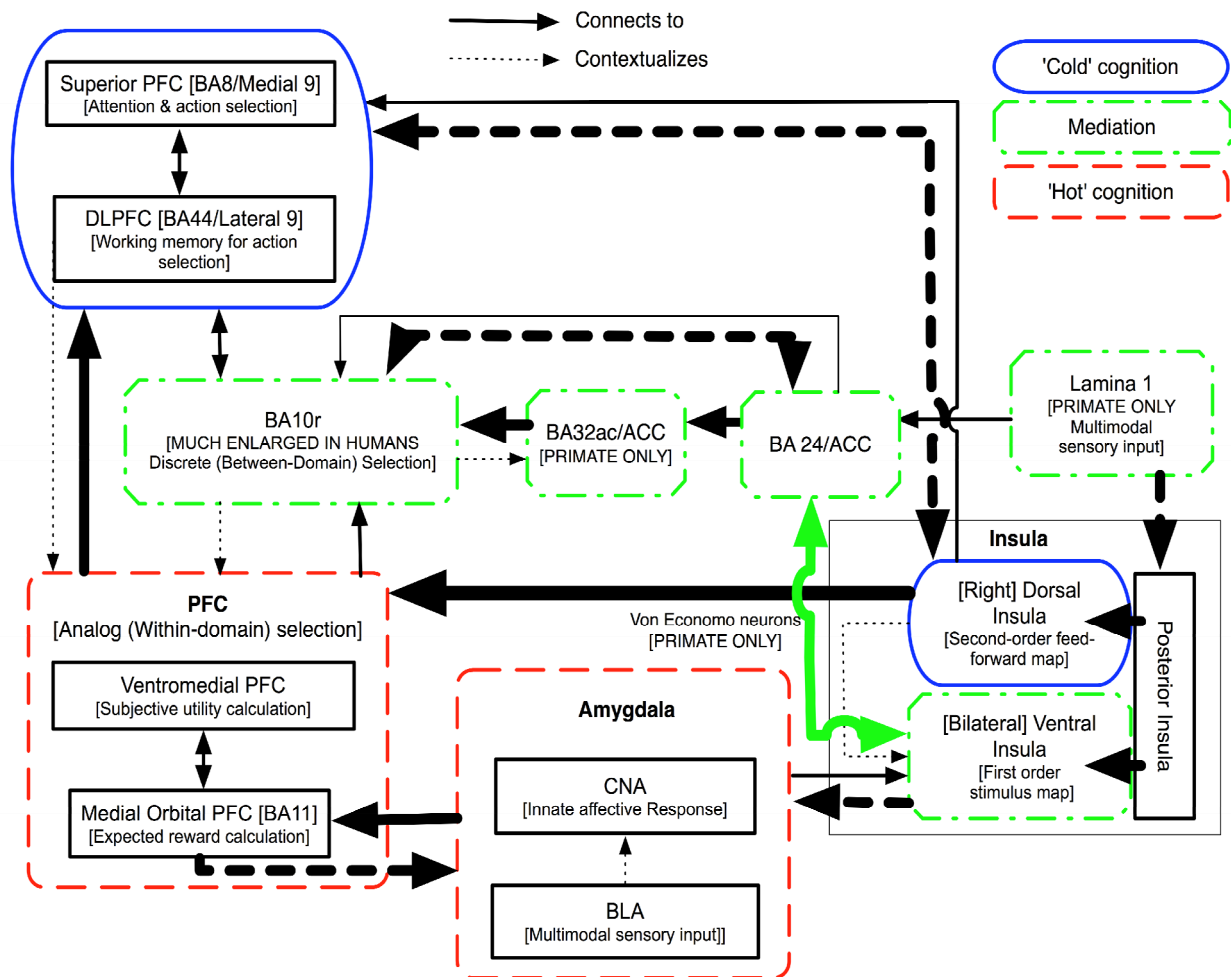 Connects to
Contextualizes
'Cold' cognition
Mediation
'Hot' cognition
Superior PFC [BA8/Medial 9]
[Attention & action selection]
DLPFC [BA44/Lateral 9]
[Working memory for action
selection]
BA10r
[MUCH ENLARGED IN HUMANS
Discrete (Between-Domain) Selection]
BA32ac/ACC
[PRIMATE ONLY]
BA 24/ACC
Lamina 1
[PRIMATE ONLY
Multimodal
sensory input]
Insula
[Right] Dorsal
Insula
[Second-order feed-
forward map]
[Bilateral] Ventral
Insula
[First order
stimulus map]
Posterior Insula
Von Economo neurons
[PRIMATE ONLY]
PFC
[Analog (Within-domain) selection]
Ventromedial PFC
[Subjective utility calculation]
Medial Orbital PFC [BA11]
[Expected reward calculation]
Amygdala
CNA
[Innate affective Response]
BLA
[Multimodal sensory input]]